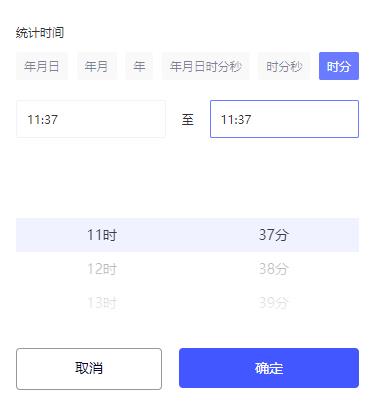 统计时间
年月日 年月 年 年月日时分秒 时分秒 时分
11:37 至 11:37
11时 37分
12时 38分
13时 39分
取消 确定